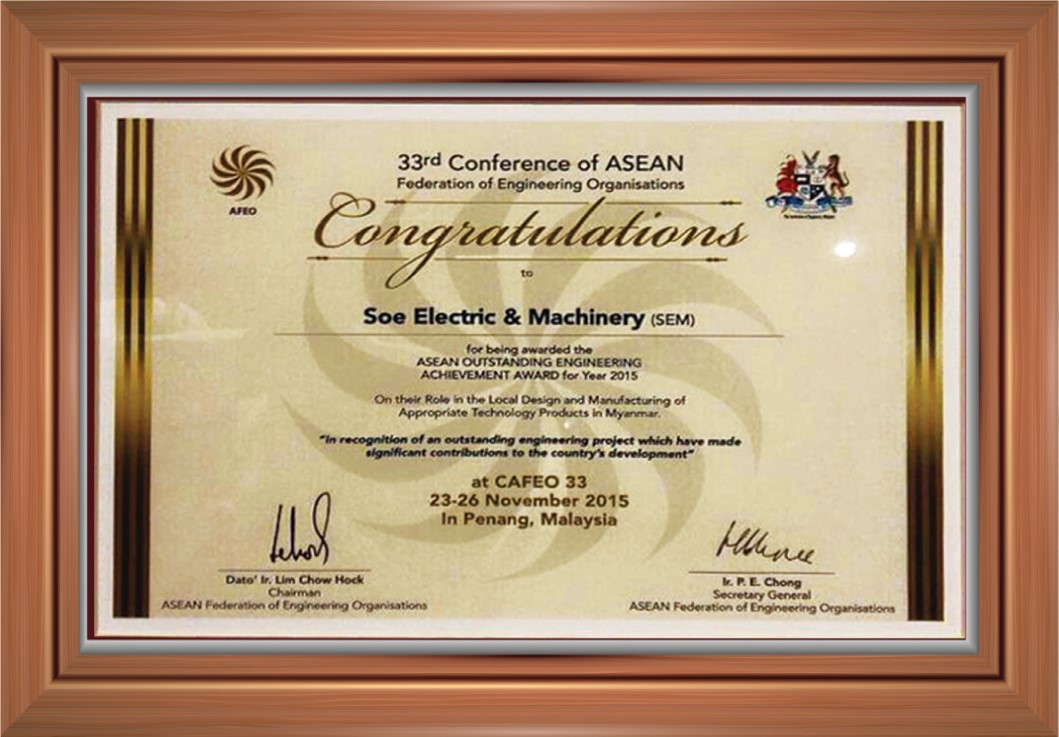 33rd Conference of ASEAN
Federation of Engineering Organisations
AFEO
Congratulations
to
Soe Electric & Machinery (SEM)
for being awarded the
ASEAN OUTSTANDING ENGINEERING
ACHIEVEMENT AWARD for Year 2015
On their Role in the Local Design and Manufacturing of
Appropriate Technology Products in Myanmar.
"In recognition of an outstanding engineering project which have made
significant contributions to the country's development"
at CAFEO 33
23-26 November 2015
In Penang, Malaysia
Dato' Ir. Lim Chow Hock
Chairman
ASEAN Federation of Engineering Organisations
Ir. P. E. Chong
Secretary General
ASEAN Federation of Engineering Organisations